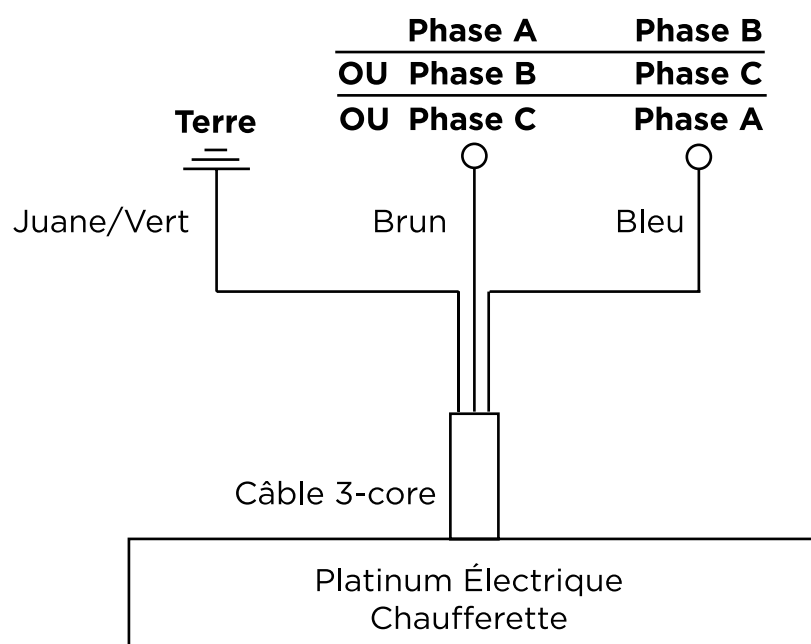 Phase A Phase B
OU Phase B Phase C
OU Phase C Phase A
Terre
Juane/Vert Brun Bleu
Câble 3-core
Platinum Électrique
Chaufferette